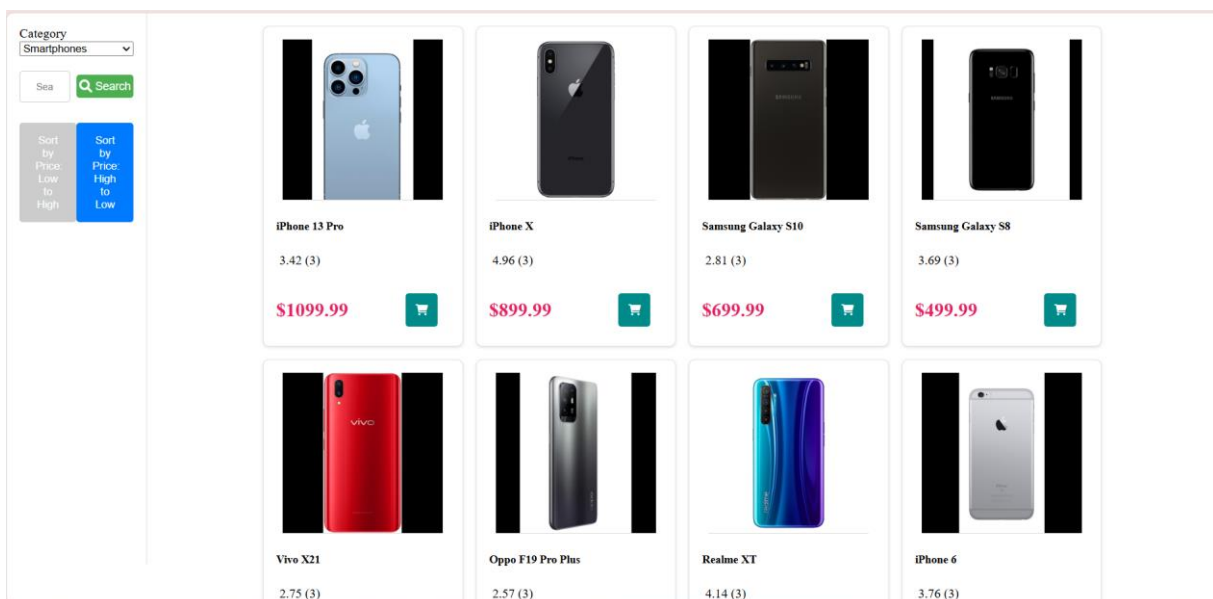 Category
Smartphones
Sea
Search
Sort
by
Price:
Low
to
High
Sort
by
Price:
High
to
Low
iPhone 13 Pro
3.42 (3)
$1099.99
iPhone X
4.96 (3)
$899.99
SAMSUNG
Samsung Galaxy S10
2.81 (3)
$699.99
Samsung Galaxy S8
3.69 (3)
$499.99
vivo
Vivo X21
2.75 (3)
Oppo F19 Pro Plus
2.57 (3)
realme
Realme XT
4.14 (3)
iPhone 6
3.76 (3)